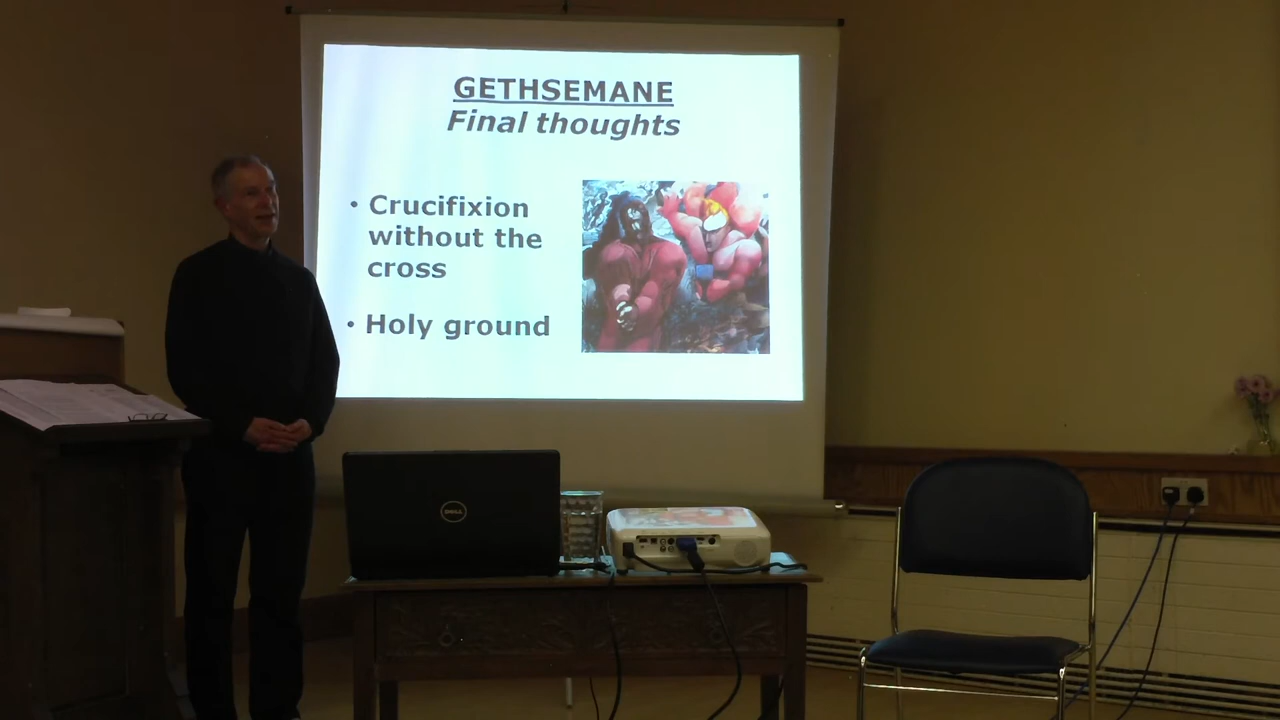 GETHSEMANE
Final thoughts
• Crucifixion
without the
cross
• Holy ground
DELL